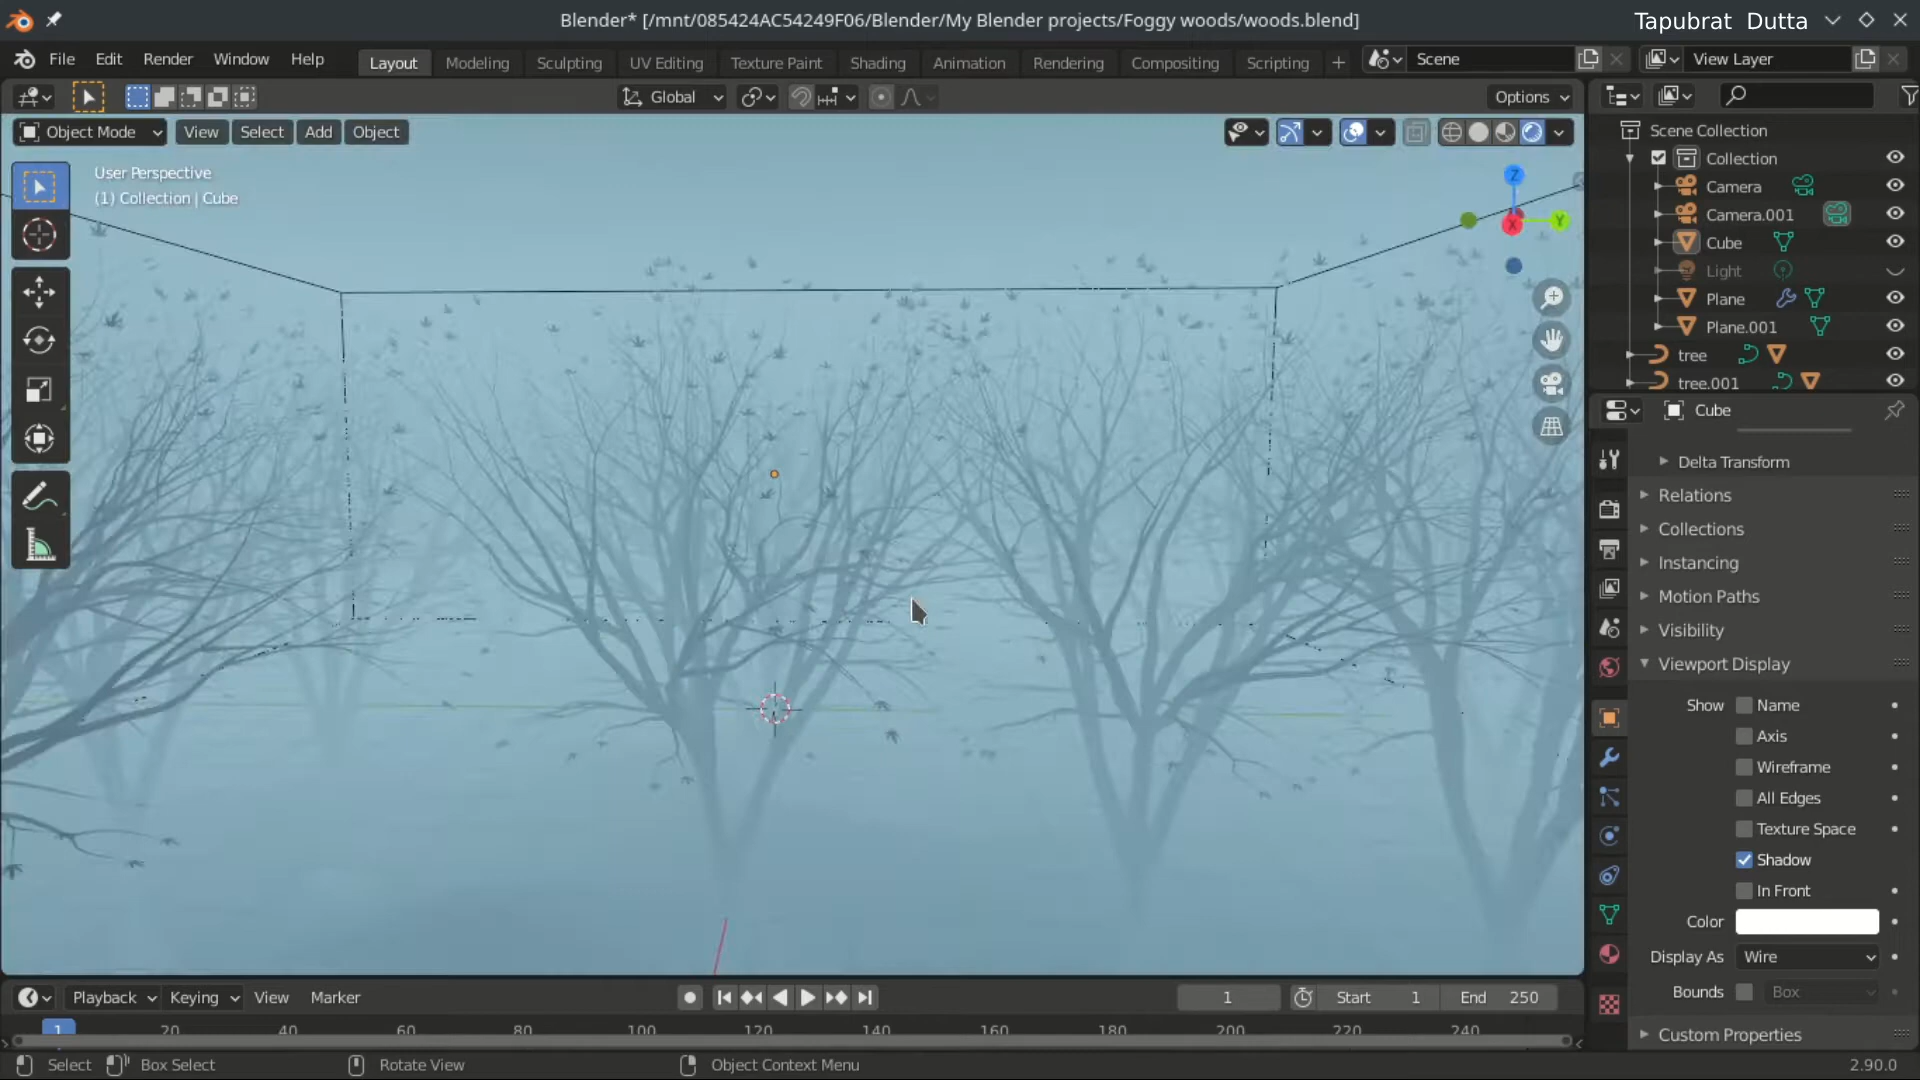 Blender* [/mnt/085424AC54249F06/Blender/My Blender projects/Foggy woods/woods.blend]
Tapubrat Dutta
File Edit Render Window Help
Layout Modeling Sculpting UV Editing Texture Paint Shading Animation Rendering Compositing Scripting +
Scene
View Layer
Global
Options
Object Mode View Select Add Object
User Perspective
(1) Collection | Cube
Z
X
Y
Scene Collection
Collection
Camera
Camera.001
Cube
Light
Plane
Plane.001
tree
tree.001
Cube
Delta Transform
Relations
Collections
Instancing
Motion Paths
Visibility
Viewport Display
Show Name
Axis
Wireframe
All Edges
Texture Space
Shadow
In Front
Color
Display As Wire
Bounds Box
Custom Properties
Playback Keying View Marker
1
Start 1
End 250
1 20 40 60 80 100 120 140 160 180 200 220 240
Select Box Select Rotate View Object Context Menu
2.90.0